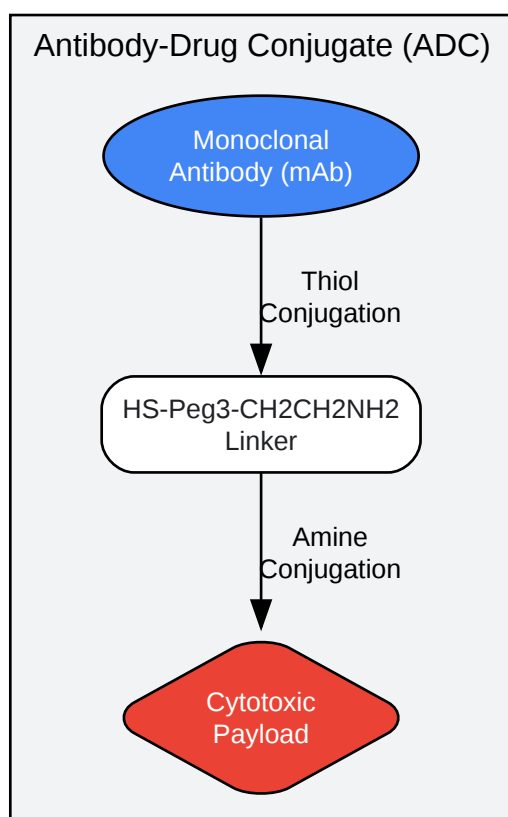 Antibody-Drug Conjugate (ADC)
Monoclonal
Antibody (mAb)
Thiol
Conjugation
HS-Peg3-CH2CH2NH2
Linker
Amine
Conjugation
Cytotoxic
Payload